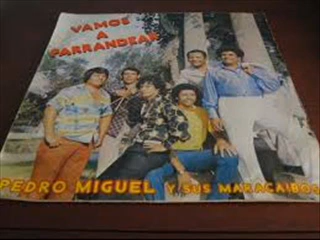 VAMOS
A
PARRANDEAR
PEDRO MIGUEL Y SUS MARACAIBOS